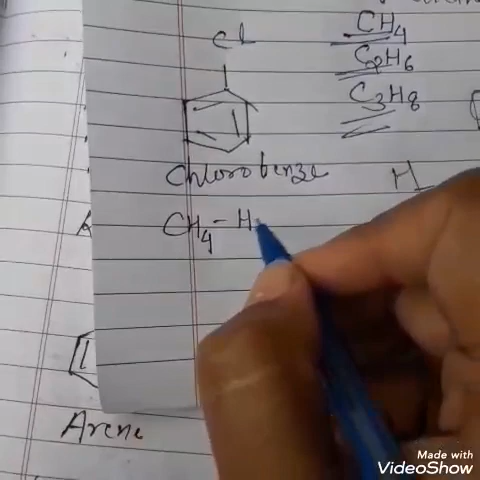 Cl
CH4
C2H6
C3H8
Chlorobenze
H
CH4 - H
Arene
Made with
VideoShow